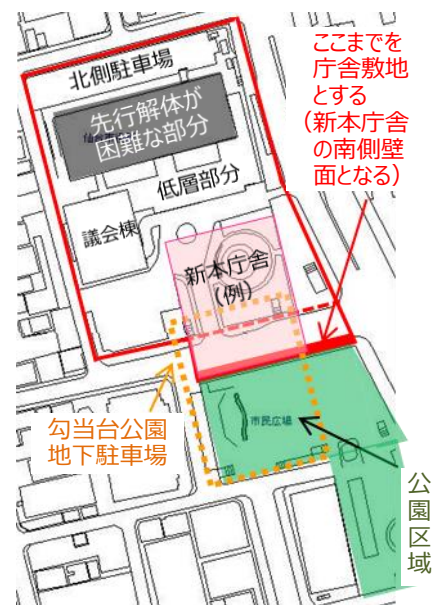 北側駐車場
先行解体が
困難な部分
低層部分
議会棟
新本庁舎
(例)
ここまでを
庁舎敷地
とする
(新本庁舎
の南側壁
面となる)
勾当台公園
地下駐車場
市民広場
公園区域